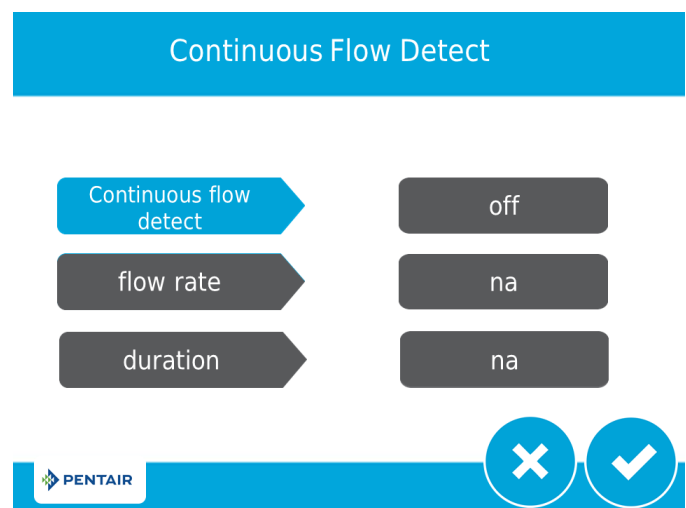 Continuous Flow Detect
Continuous flow
detect
off
flow rate
na
duration
na
PENTAIR